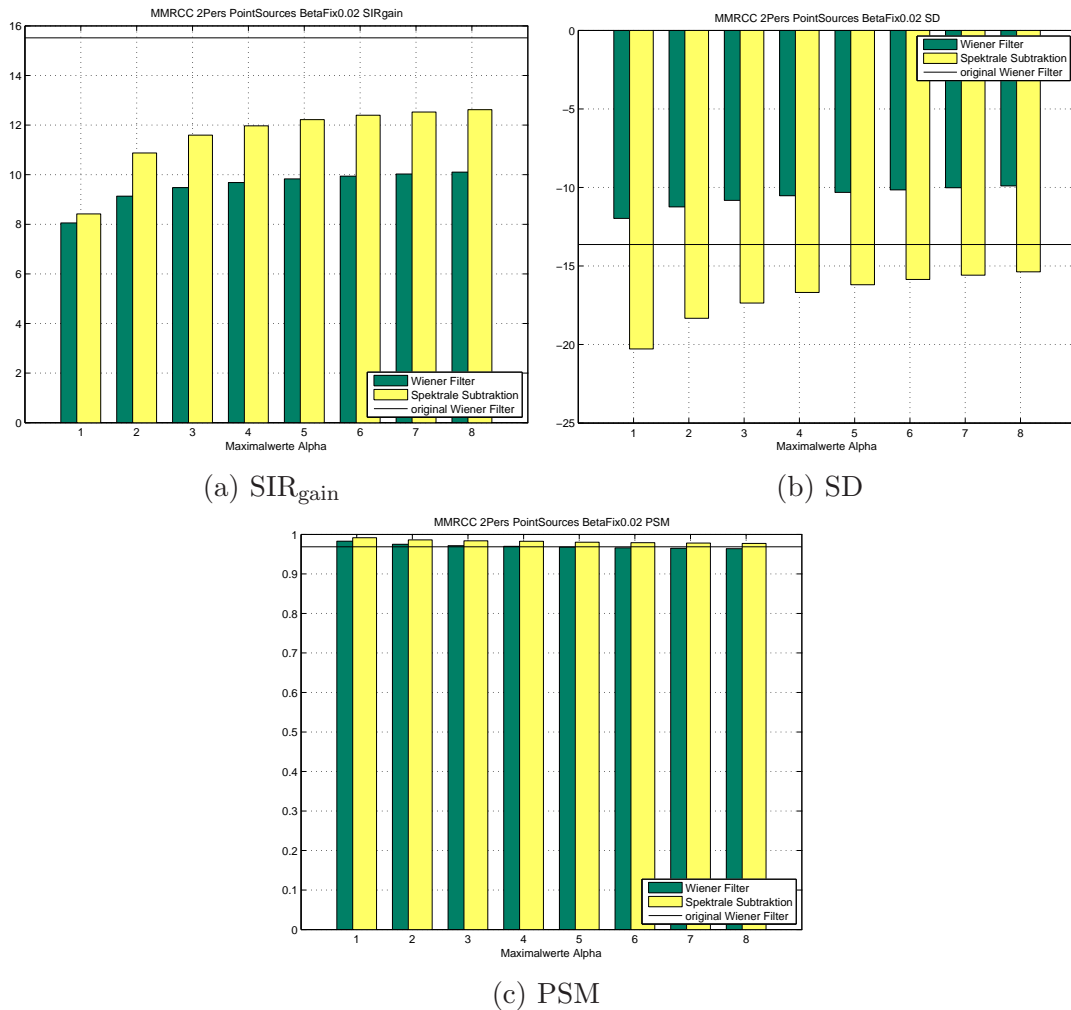 MMRCC 2Pers PointSources BetaFix0.02 SIRgain
16
14
12
10
8
6
4
2
0
1 2 3 4 5 6 7 8
Maximalwerte Alpha
Wiener Filter
Spektrale Subtraktion
original Wiener Filter
(a) SIRgain
MMRCC 2Pers PointSources BetaFix0.02 SD
0
−5
−10
−15
−20
−25
1 2 3 4 5 6 7 8
Maximalwerte Alpha
Wiener Filter
Spektrale Subtraktion
original Wiener Filter
(b) SD
MMRCC 2Pers PointSources BetaFix0.02 PSM
1
0.9
0.8
0.7
0.6
0.5
0.4
0.3
0.2
0.1
0
1 2 3 4 5 6 7 8
Maximalwerte Alpha
Wiener Filter
Spektrale Subtraktion
original Wiener Filter
(c) PSM